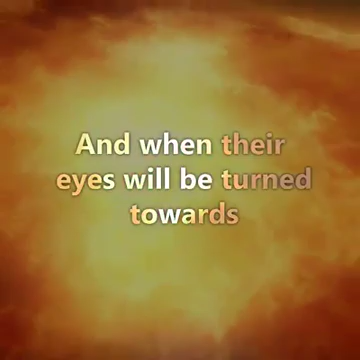 And when their
eyes will be turned
towards